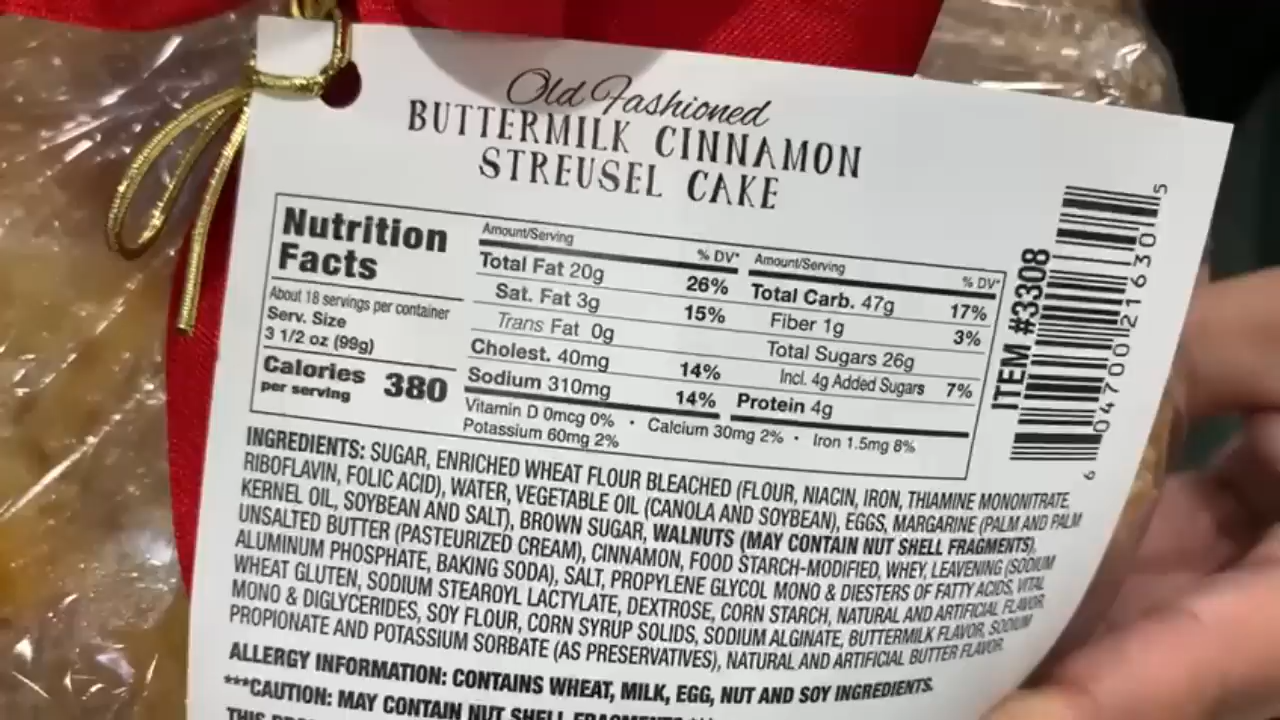 Old Fashioned
BUTTERMILK CINNAMON
STREUSEL CAKE
Nutrition
Facts
About 18 servings per container
Serv. Size
3 1/2 oz (99g)
Calories 380
per serving
Amount/Serving % DV*
Total Fat 20g 26%
Sat. Fat 3g 15%
Trans Fat 0g
Cholest. 40mg 14%
Sodium 310mg 14%
Amount/Serving % DV*
Total Carb. 47g 17%
Fiber 1g 3%
Total Sugars 26g
Incl. 4g Added Sugars 7%
Protein 4g
Vitamin D 0mcg 0% • Calcium 30mg 2% • Iron 1.5mg 8%
Potassium 60mg 2%
ITEM #3308
6 04700 21630 5
INGREDIENTS: SUGAR, ENRICHED WHEAT FLOUR BLEACHED (FLOUR, NIACIN, IRON, THIAMINE MONONITRATE,
RIBOFLAVIN, FOLIC ACID), WATER, VEGETABLE OIL (CANOLA AND SOYBEAN), EGGS, MARGARINE (PALM AND PALM
KERNEL OIL, SOYBEAN AND SALT), BROWN SUGAR, WALNUTS (MAY CONTAIN NUT SHELL FRAGMENTS),
UNSALTED BUTTER (PASTEURIZED CREAM), CINNAMON, FOOD STARCH-MODIFIED, WHEY, LEAVENING (SODIUM
ALUMINUM PHOSPHATE, BAKING SODA), SALT, PROPYLENE GLYCOL MONO & DIESTERS OF FATTY ACIDS, VITAL
WHEAT GLUTEN, SODIUM STEAROYL LACTYLATE, DEXTROSE, CORN STARCH, NATURAL AND ARTIFICIAL FLAVOR,
MONO & DIGLYCERIDES, SOY FLOUR, CORN SYRUP SOLIDS, SODIUM ALGINATE, BUTTERMILK FLAVOR, SODIUM
PROPIONATE AND POTASSIUM SORBATE (AS PRESERVATIVES), NATURAL AND ARTIFICIAL BUTTER FLAVOR.
ALLERGY INFORMATION: CONTAINS WHEAT, MILK, EGG, NUT AND SOY INGREDIENTS.
***CAUTION: MAY CONTAIN NUT SHELL FRAGMENTS***
THIS